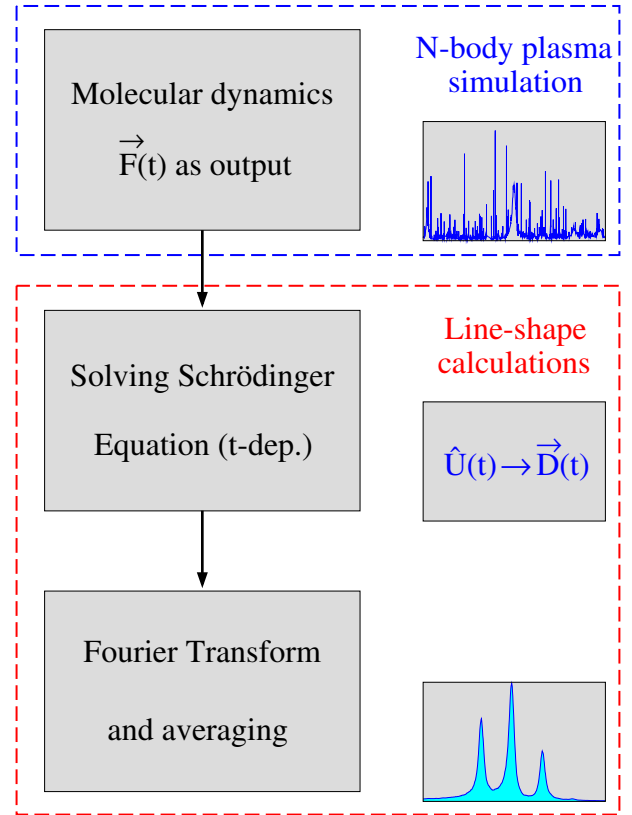 Molecular dynamics
→
F(t) as output
N-body plasma
simulation
Solving Schrödinger
Equation (t-dep.)
Line-shape
calculations
Û(t)→D⃗(t)
Fourier Transform
and averaging